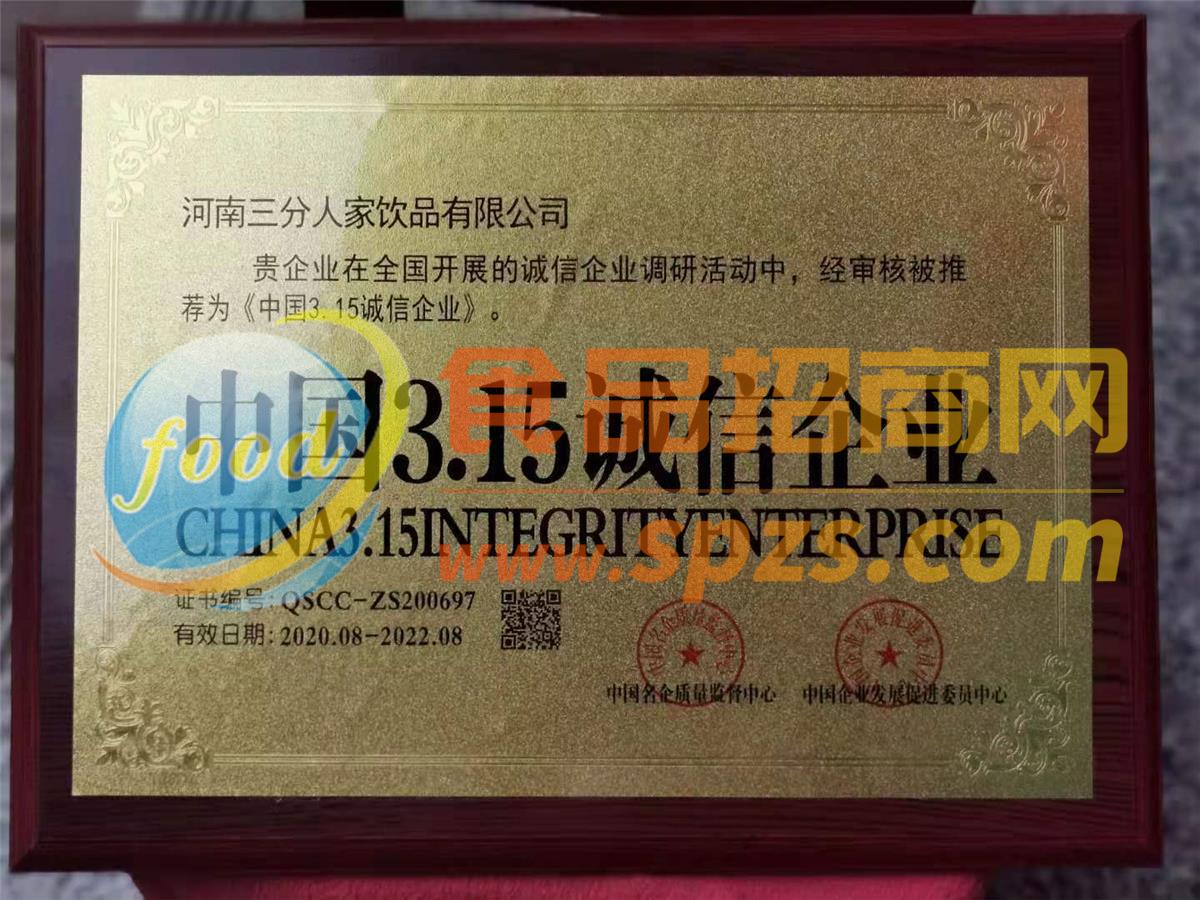 河南三分人家饮品有限公司
贵企业在全国开展的诚信企业调研活动中，经审核被推
荐为《中国3.15诚信企业》。
中国3.15诚信企业
CHINA3.15INTEGRITYENTERPRISE
food
食品招商网
www.spzs.com
证书编号: QSCC-ZS200697
有效日期: 2020.08-2022.08
中国名企质量监督中心
中国企业发展促进委员中心